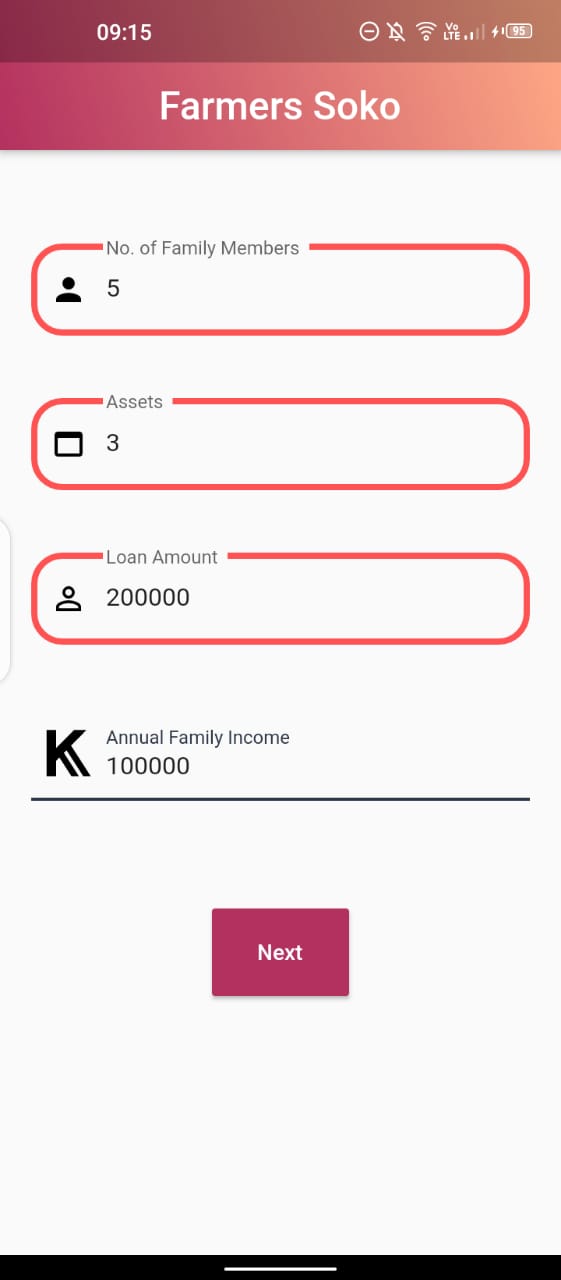 09:15
Vo
LTE
95
Farmers Soko
No. of Family Members
5
Assets
3
Loan Amount
200000
Annual Family Income
100000
Next